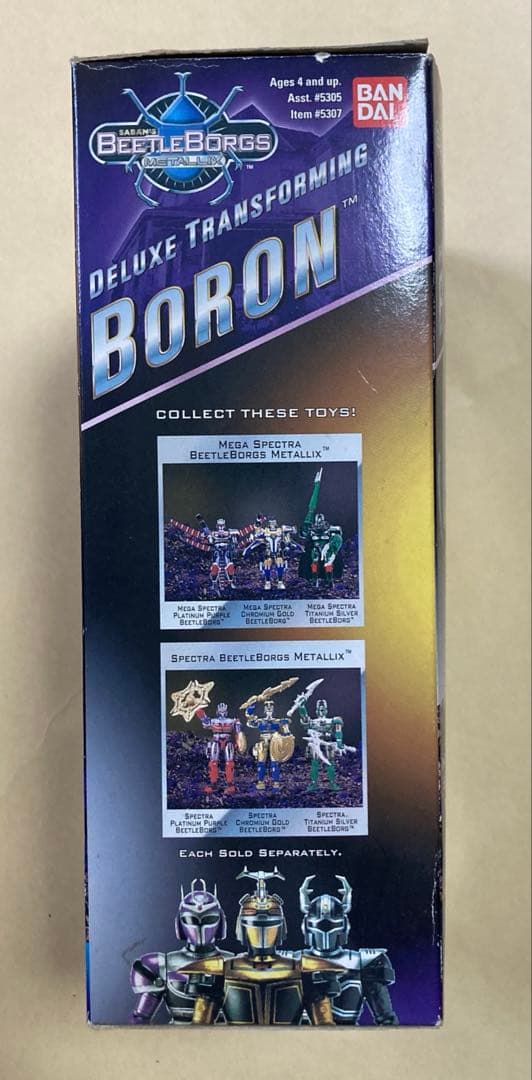 Ages 4 and up.
Asst. #5305
Item #5307
BAN
DAI
SABAN'S
BEETLEBORGS
METALLIX™
DELUXE TRANSFORMING
BORON™
COLLECT THESE TOYS!
MEGA SPECTRA
BEETLEBORGS METALLIX™
MEGA SPECTRA
PLATINUM PURPLE
BEETLEBORG™
MEGA SPECTRA
CHROMIUM GOLD
BEETLEBORG™
MEGA SPECTRA
TITANIUM SILVER
BEETLEBORG™
SPECTRA BEETLEBORGS METALLIX™
SPECTRA
PLATINUM PURPLE
BEETLEBORG™
SPECTRA
CHROMIUM GOLD
BEETLEBORG™
SPECTRA
TITANIUM SILVER
BEETLEBORG™
EACH SOLD SEPARATELY.